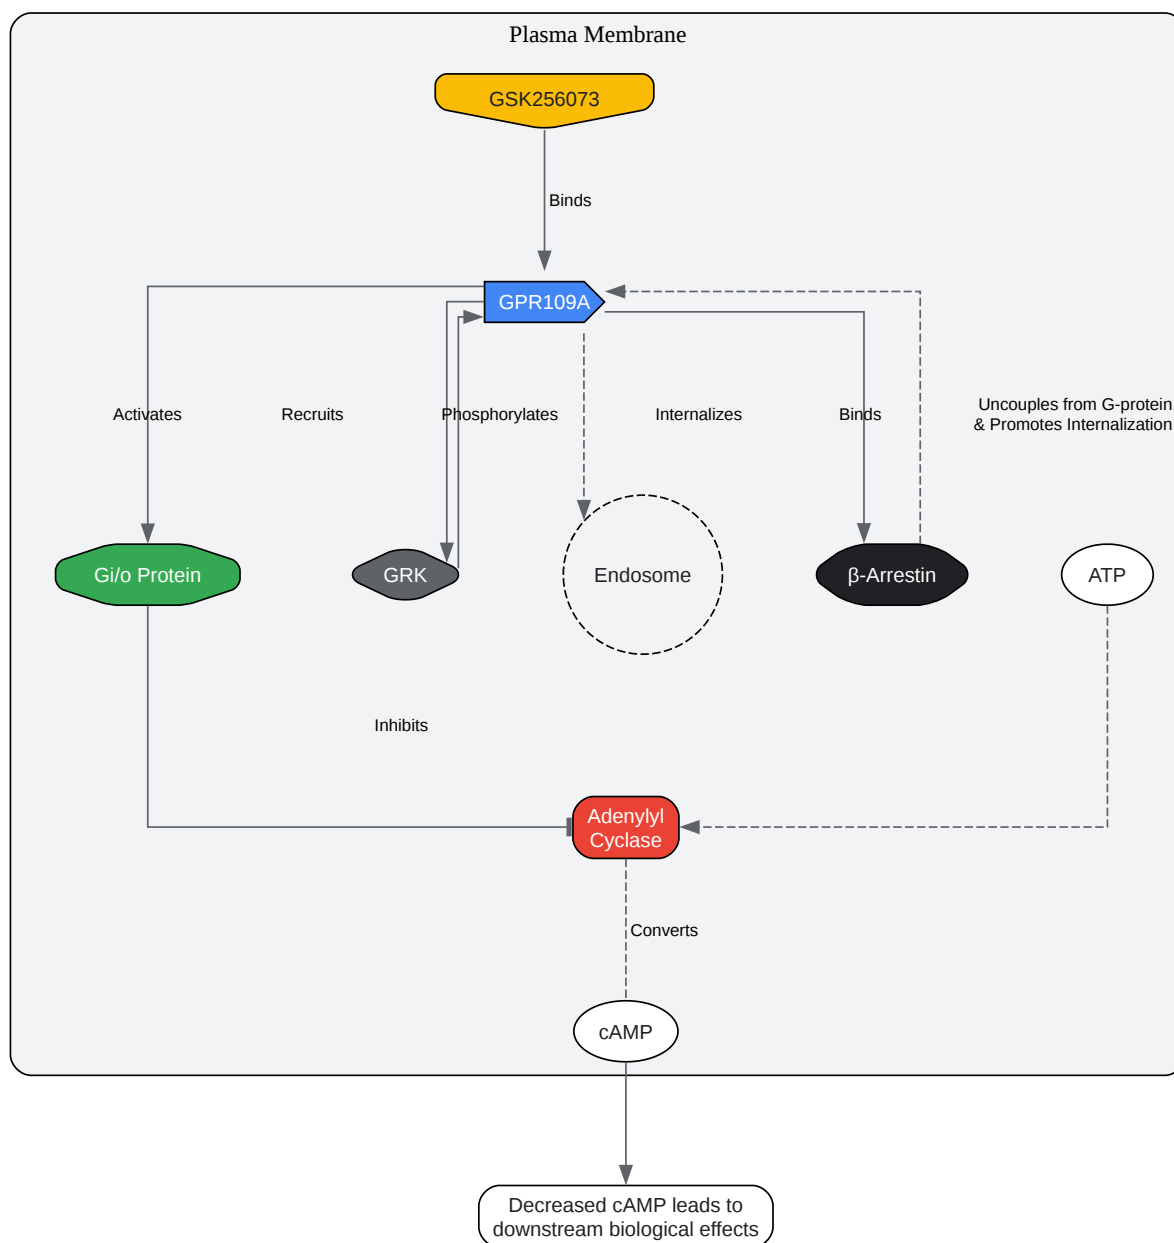 Plasma Membrane
GSK256073
Binds
GPR109A
Activates
Recruits
Phosphorylates
Internalizes
Binds
Uncouples from G-protein
& Promotes Internalization
Gi/o Protein
GRK
Endosome
β-Arrestin
ATP
Inhibits
Adenylyl
Cyclase
Converts
cAMP
Decreased cAMP leads to
downstream biological effects